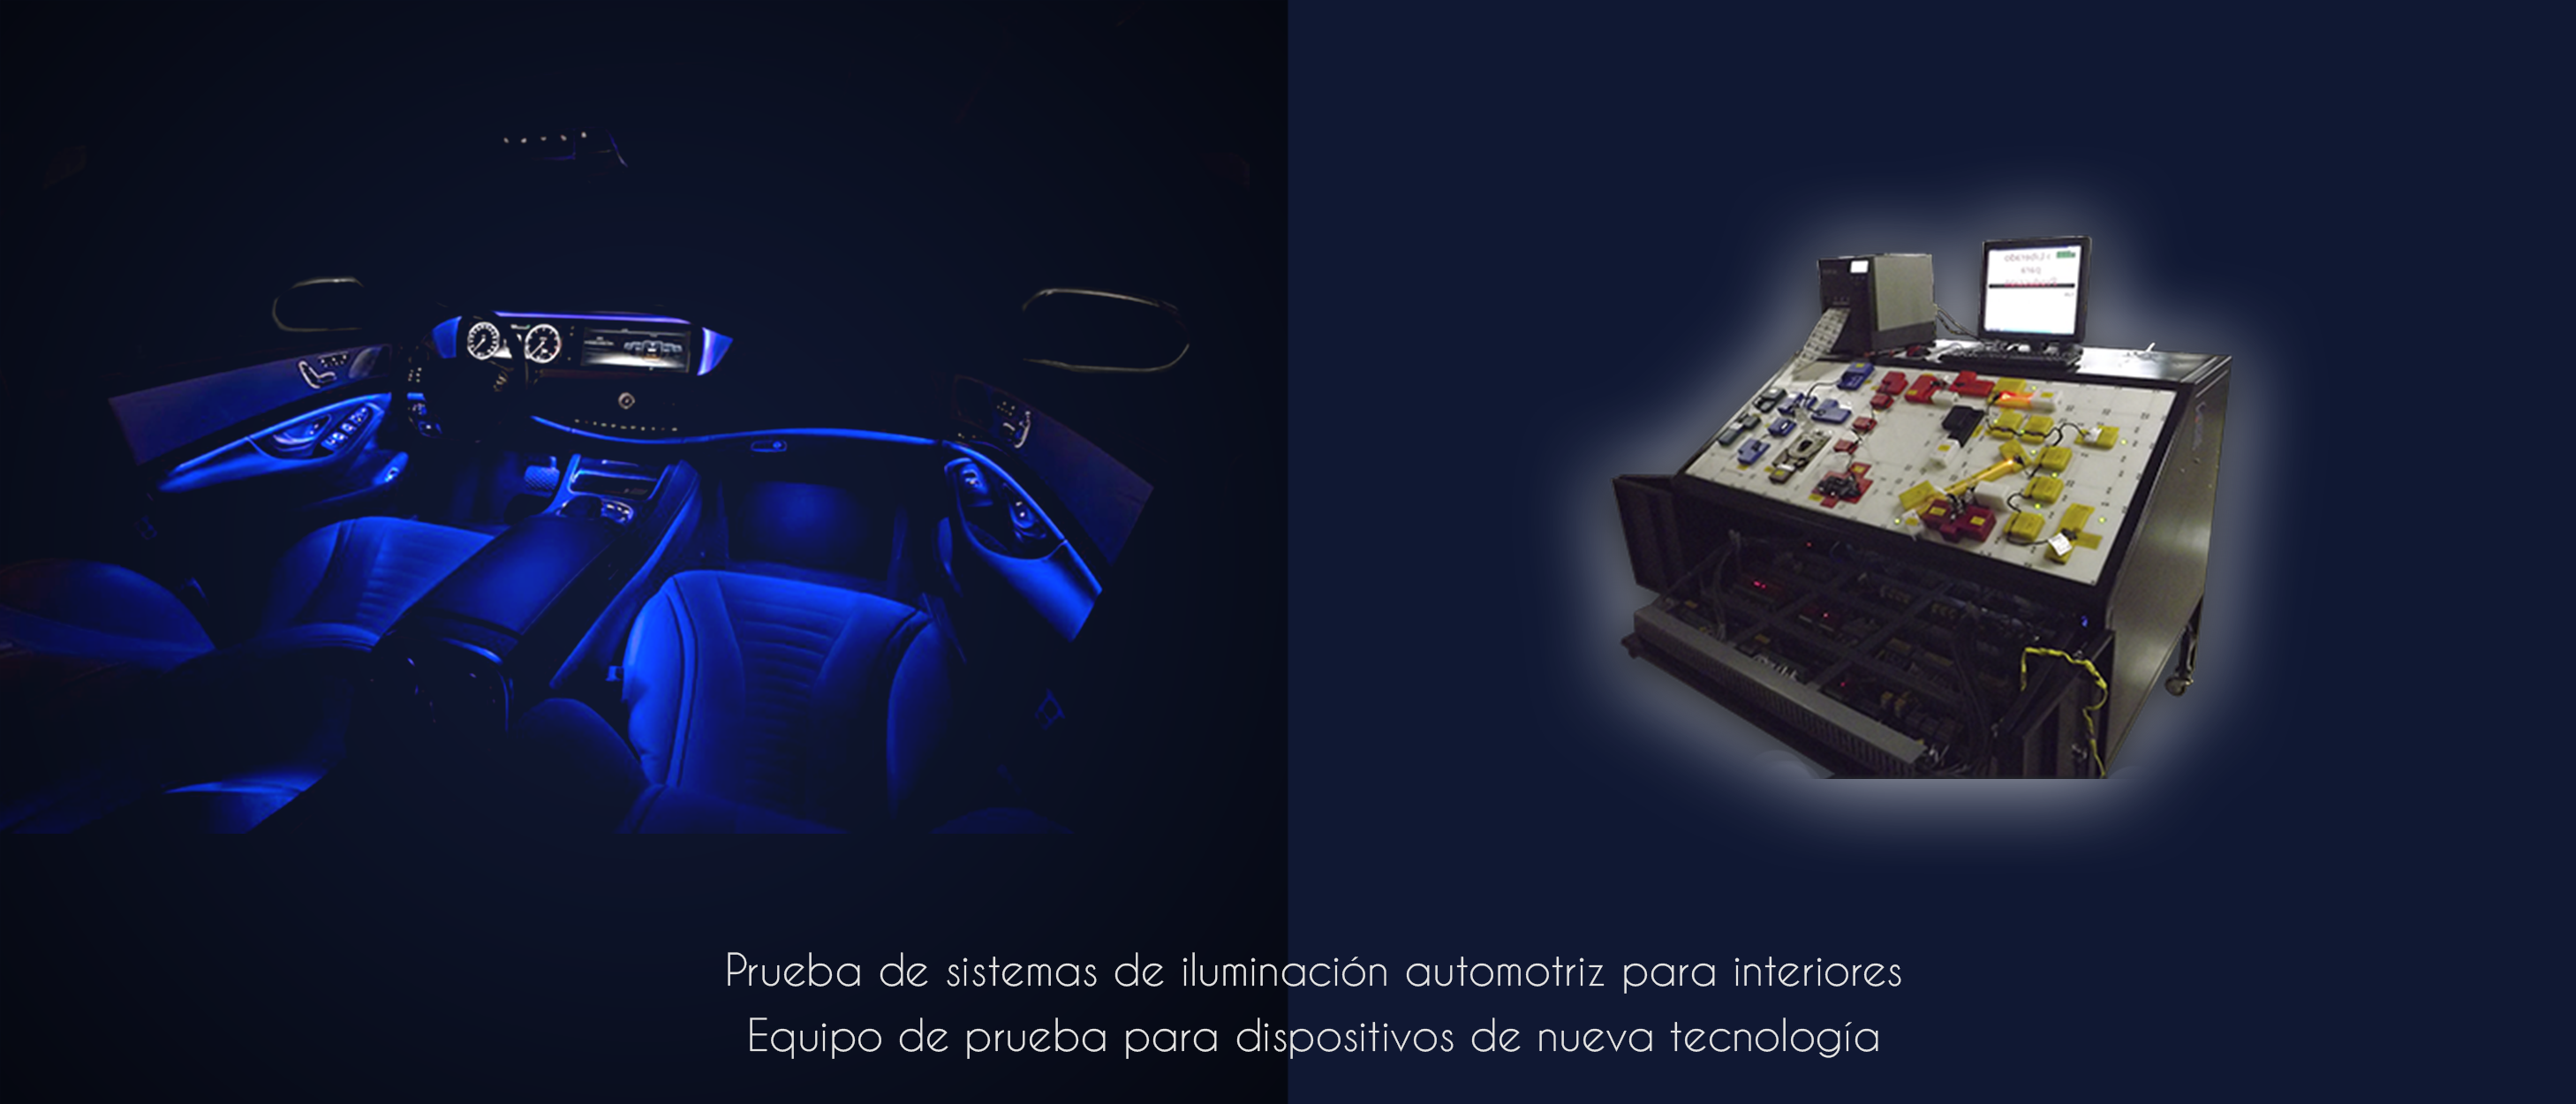 Prueba de sistemas de iluminación automotriz para interiores
Equipo de prueba para dispositivos de nueva tecnología